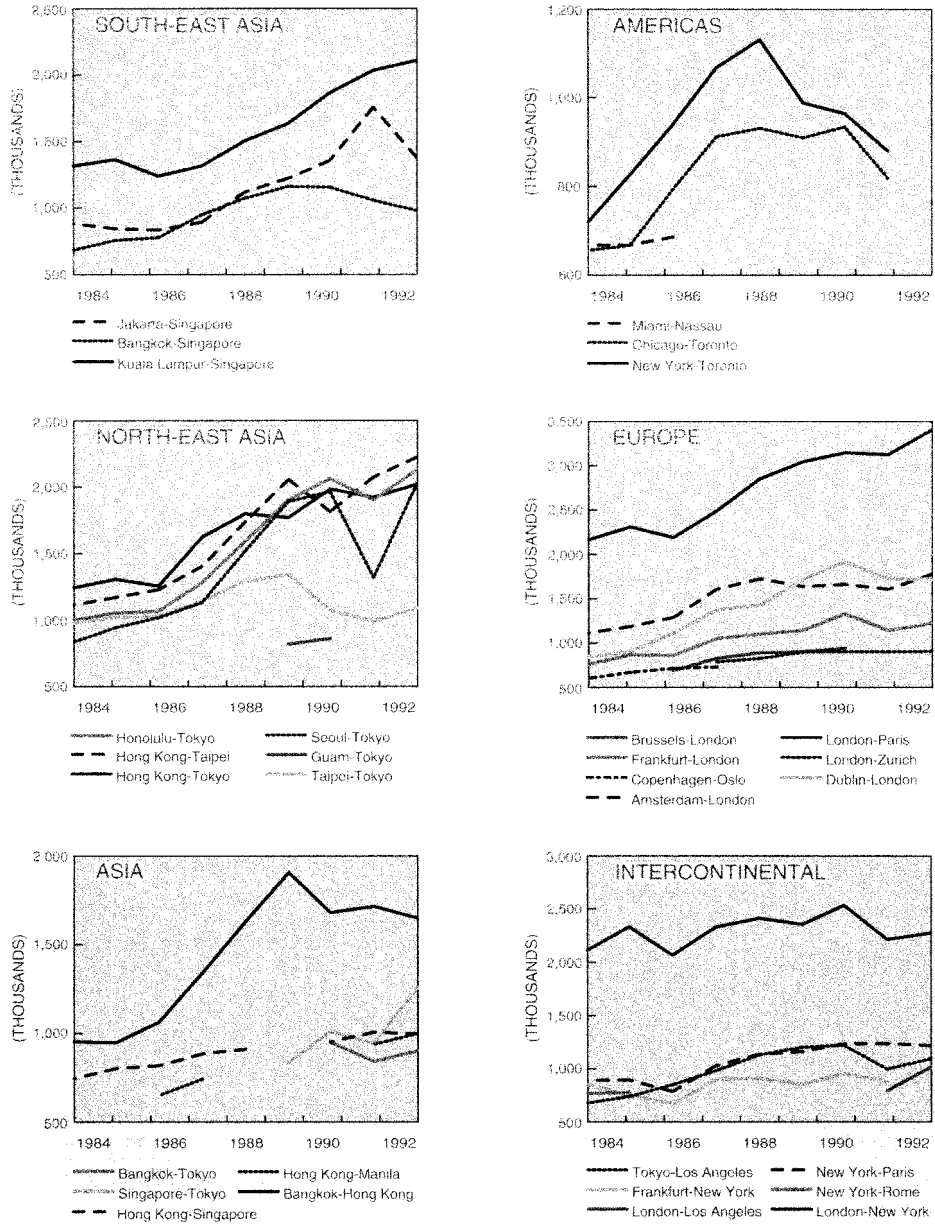 SOUTH-EAST ASIA
2,500
2,000
1,500
1,000
500
(THOUSANDS)
1984 1986 1988 1990 1992
Jakarta-Singapore
Bangkok-Singapore
Kuala Lumpur-Singapore
AMERICAS
1,200
1,000
800
600
(THOUSANDS)
1984 1986 1988 1990 1992
Miami-Nassau
Chicago-Toronto
New York-Toronto
NORTH-EAST ASIA
2,500
2,000
1,500
1,000
500
(THOUSANDS)
1984 1986 1988 1990 1992
Honolulu-Tokyo Seoul-Tokyo
Hong Kong-Taipei Guam-Tokyo
Hong Kong-Tokyo Taipei-Tokyo
EUROPE
3,500
3,000
2,500
2,000
1,500
1,000
500
(THOUSANDS)
1984 1986 1988 1990 1992
Brussels-London London-Paris
Frankfurt-London London-Zurich
Copenhagen-Oslo Dublin-London
Amsterdam-London
ASIA
2,000
1,500
1,000
500
(THOUSANDS)
1984 1986 1988 1990 1992
Bangkok-Tokyo Hong Kong-Manila
Singapore-Tokyo Bangkok-Hong Kong
Hong Kong-Singapore
INTERCONTINENTAL
3,000
2,500
2,000
1,500
1,000
500
(THOUSANDS)
1984 1986 1988 1990 1992
Tokyo-Los Angeles New York-Paris
Frankfurt-New York New York-Rome
London-Los Angeles London-New York